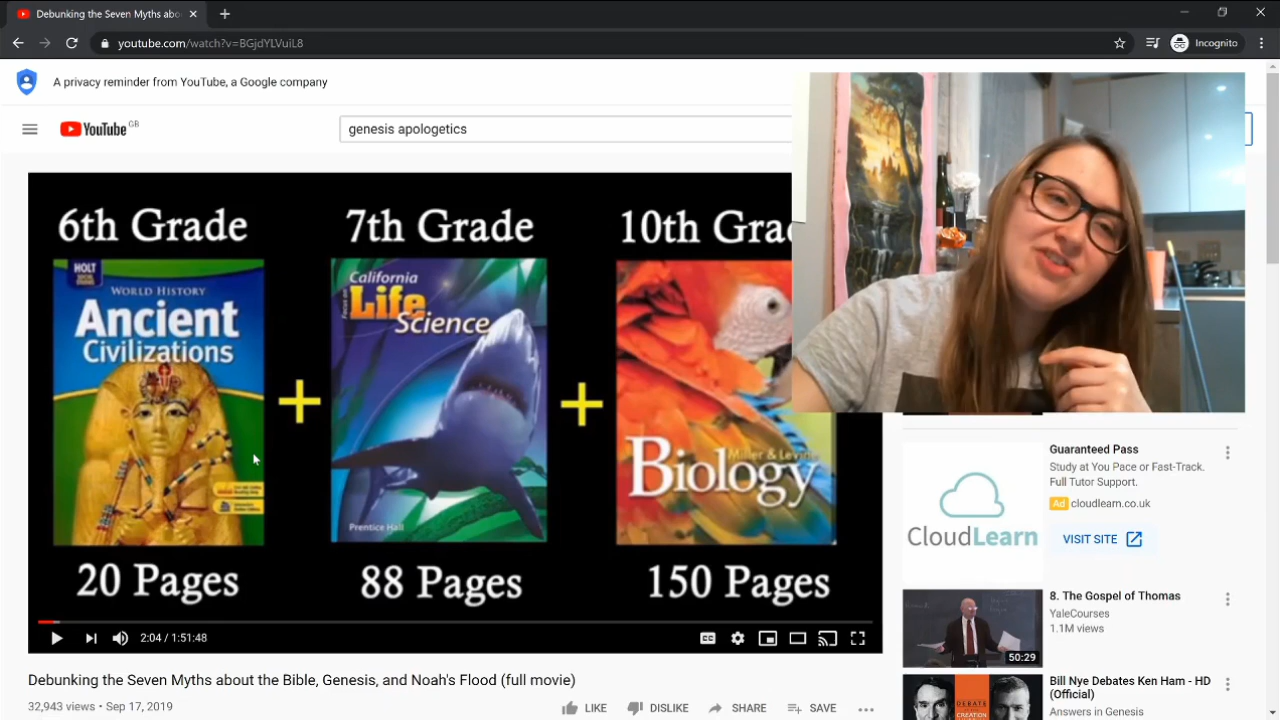 Debunking the Seven Myths abo
youtube.com/watch?v=BGjdYLVuiL8
Incognito
A privacy reminder from YouTube, a Google company
YouTube GB
genesis apologetics
6th Grade
7th Grade
10th Gra
HOLT
WORLD HISTORY
Ancient
Civilizations
California
Focus on
Life
Science
Prentice Hall
Miller & Levine
Biology
20 Pages
88 Pages
150 Pages
2:04 / 1:51:48
CC
Debunking the Seven Myths about the Bible, Genesis, and Noah's Flood (full movie)
32,943 views • Sep 17, 2019
LIKE
DISLIKE
SHARE
SAVE
Guaranteed Pass
Study at You Pace or Fast-Track.
Full Tutor Support.
Ad cloudlearn.co.uk
CloudLearn
VISIT SITE
8. The Gospel of Thomas
YaleCourses
1.1M views
50:29
Bill Nye Debates Ken Ham - HD
(Official)
Answers in Genesis
DEBATE